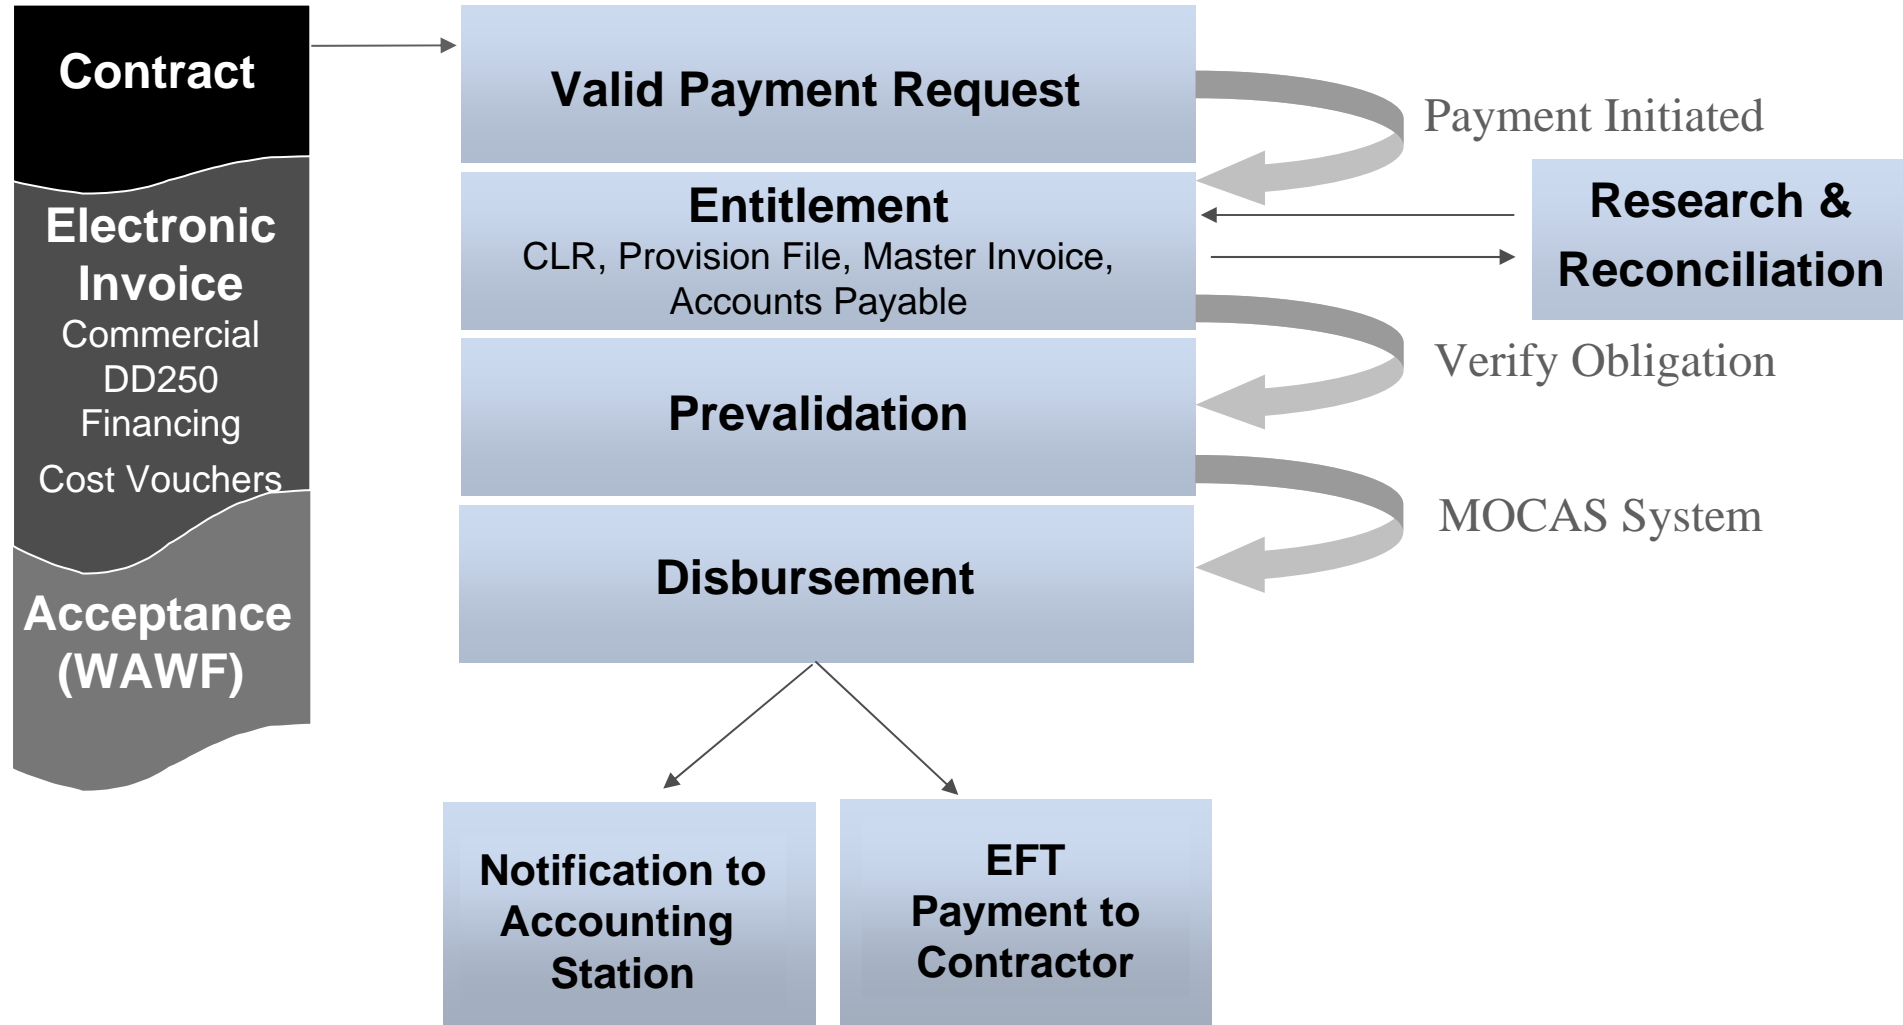 Contract
Electronic
Invoice
Commercial
DD250
Financing
Cost Vouchers
Acceptance
(WAWF)
Valid Payment Request
Payment Initiated
Entitlement
CLR, Provision File, Master Invoice,
Accounts Payable
Research &
Reconciliation
Verify Obligation
Prevalidation
MOCAS System
Disbursement
Notification to
Accounting
Station
EFT
Payment to
Contractor